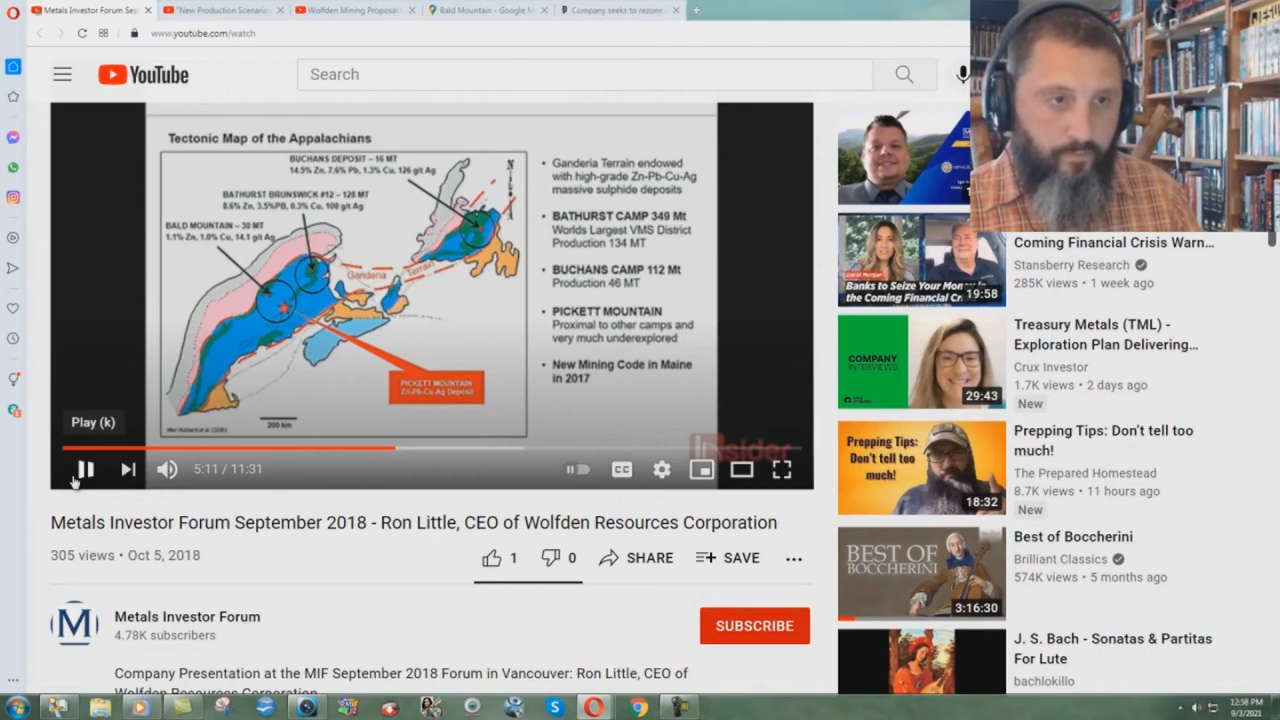 Metals Investor Forum Sep
"New Production Scenario
Wolfden Mining Proposal
Bald Mountain - Google M
Company seeks to rezone
www.youtube.com/watch
YouTube
Search
Tectonic Map of the Appalachians
BUCHANS DEPOSIT – 16 MT
14.5% Zn, 7.6% Pb, 1.3% Cu, 126 g/t Ag
BATHURST BRUNSWICK #12 – 120 MT
8.6% Zn, 3.5%PB, 0.3% Cu, 100 g/t Ag
BALD MOUNTAIN – 30 MT
1.1% Zn, 1.0% Cu, 14.1 g/t Ag
Ganderia Terrain
PICKETT MOUNTAIN
Zn-Pb-Cu-Ag Deposit
200 km
• Ganderia Terrain endowed
with high-grade Zn-Pb-Cu-Ag
massive sulphide deposits
• BATHURST CAMP 349 Mt
Worlds Largest VMS District
Production 134 MT
• BUCHANS CAMP 112 Mt
Production 46 MT
• PICKETT MOUNTAIN
Proximal to other camps and
very much underexplored
• New Mining Code in Maine
in 2017
Insider
Play (k)
5:11 / 11:31
CC
Metals Investor Forum September 2018 - Ron Little, CEO of Wolfden Resources Corporation
305 views • Oct 5, 2018
1
0
SHARE
SAVE
M
Metals Investor Forum
4.78K subscribers
SUBSCRIBE
Company Presentation at the MIF September 2018 Forum in Vancouver: Ron Little, CEO of
Wolfden Resources Corporation
David Morgan
Banks to Seize Your Money in
the Coming Financial Cr
19:58
Coming Financial Crisis Warn...
Stansberry Research
285K views • 1 week ago
COMPANY
INTERVIEWS
29:43
Treasury Metals (TML) -
Exploration Plan Delivering...
Crux Investor
1.7K views • 2 days ago
New
Prepping Tips:
Don't tell too
much!
18:32
Prepping Tips: Don't tell too
much!
The Prepared Homestead
8.7K views • 11 hours ago
New
BEST OF
BOCCHERINI
3:16:30
Best of Boccherini
Brilliant Classics
574K views • 5 months ago
J. S. Bach - Sonatas & Partitas
For Lute
bachlokillo
12:58 PM
9/3/2021